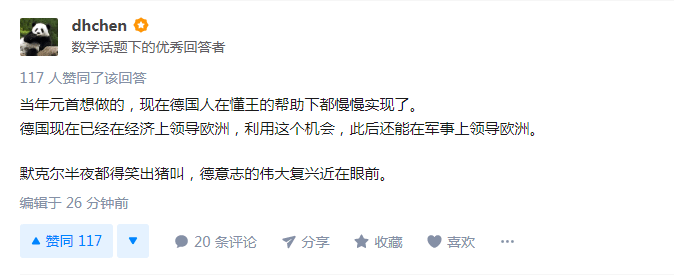 dhchen
数学话题下的优秀回答者
117 人赞同了该回答
当年元首想做的，现在德国人在懂王的帮助下都慢慢实现了。
德国现在已经在经济上领导欧洲，利用这个机会，此后还能在军事上领导欧洲。
默克尔半夜都得笑出猪叫，德意志的伟大复兴近在眼前。
编辑于 26 分钟前
赞同 117 20 条评论 分享 收藏 喜欢 ···